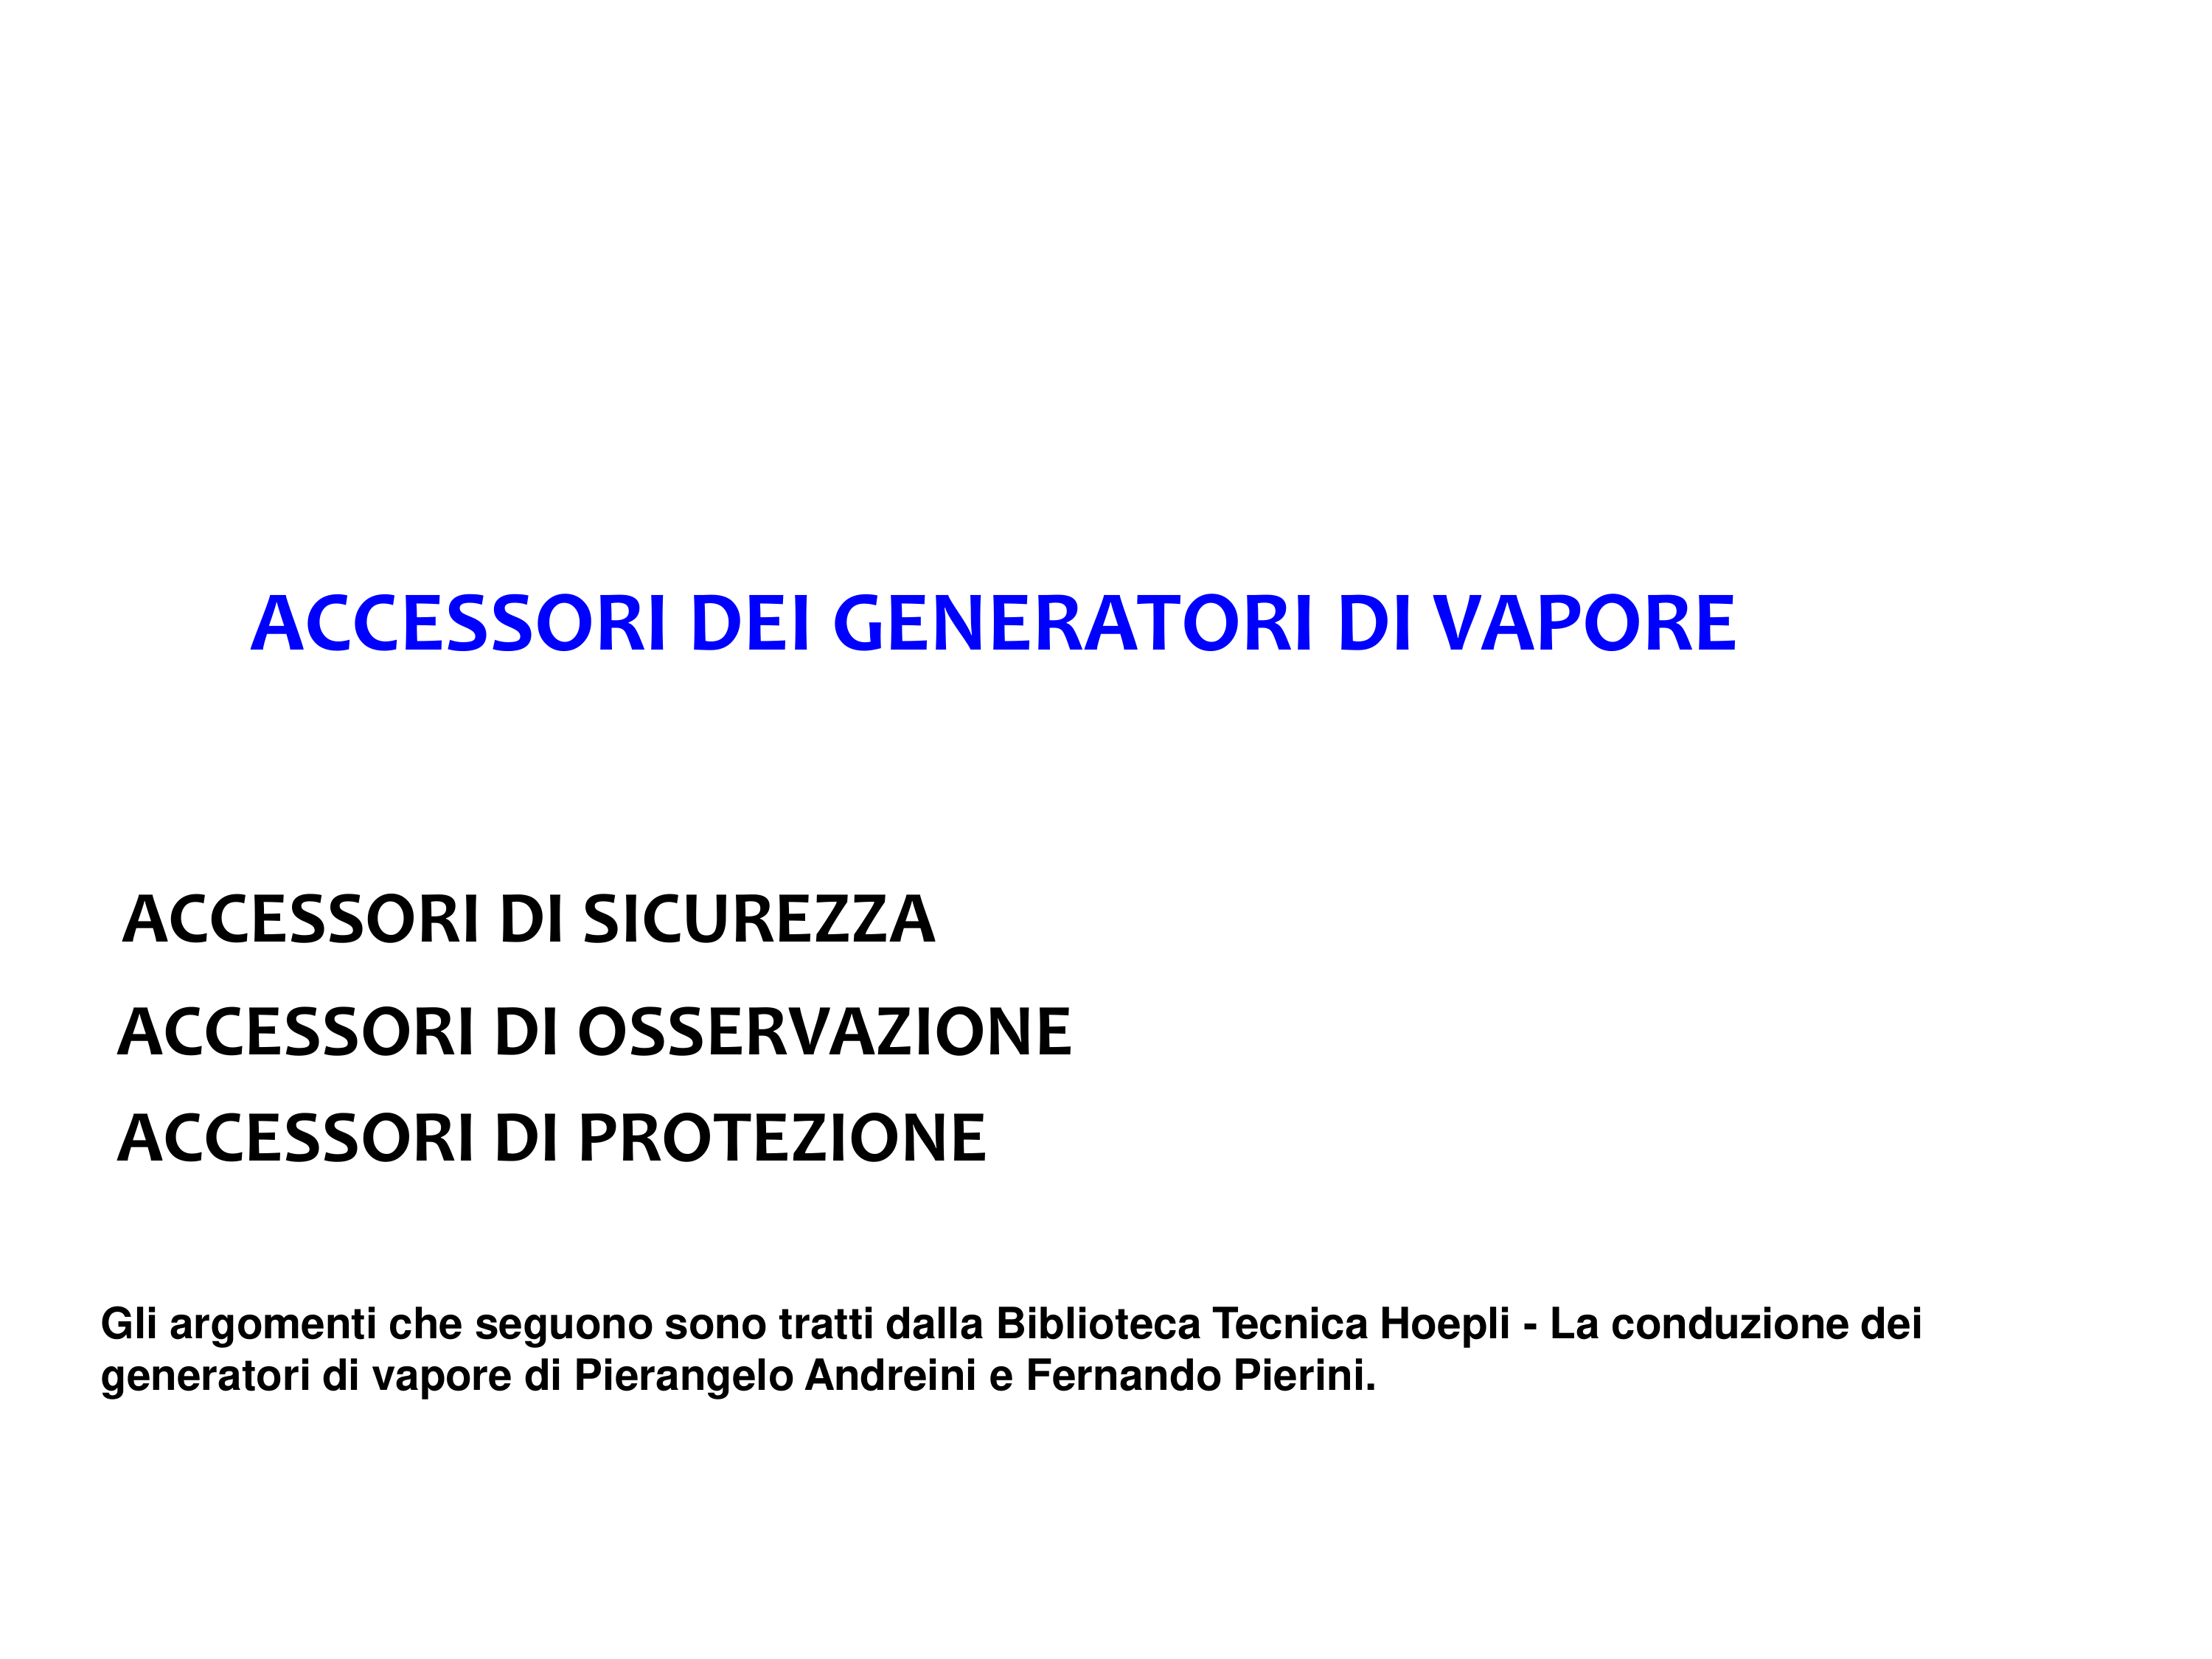 ACCESSORI DEI GENERATORI DI VAPORE
ACCESSORI DI SICUREZZA
ACCESSORI DI OSSERVAZIONE
ACCESSORI DI PROTEZIONE
Gli argomenti che seguono sono tratti dalla Biblioteca Tecnica Hoepli - La conduzione dei
generatori di vapore di Pierangelo Andreini e Fernando Pierini.